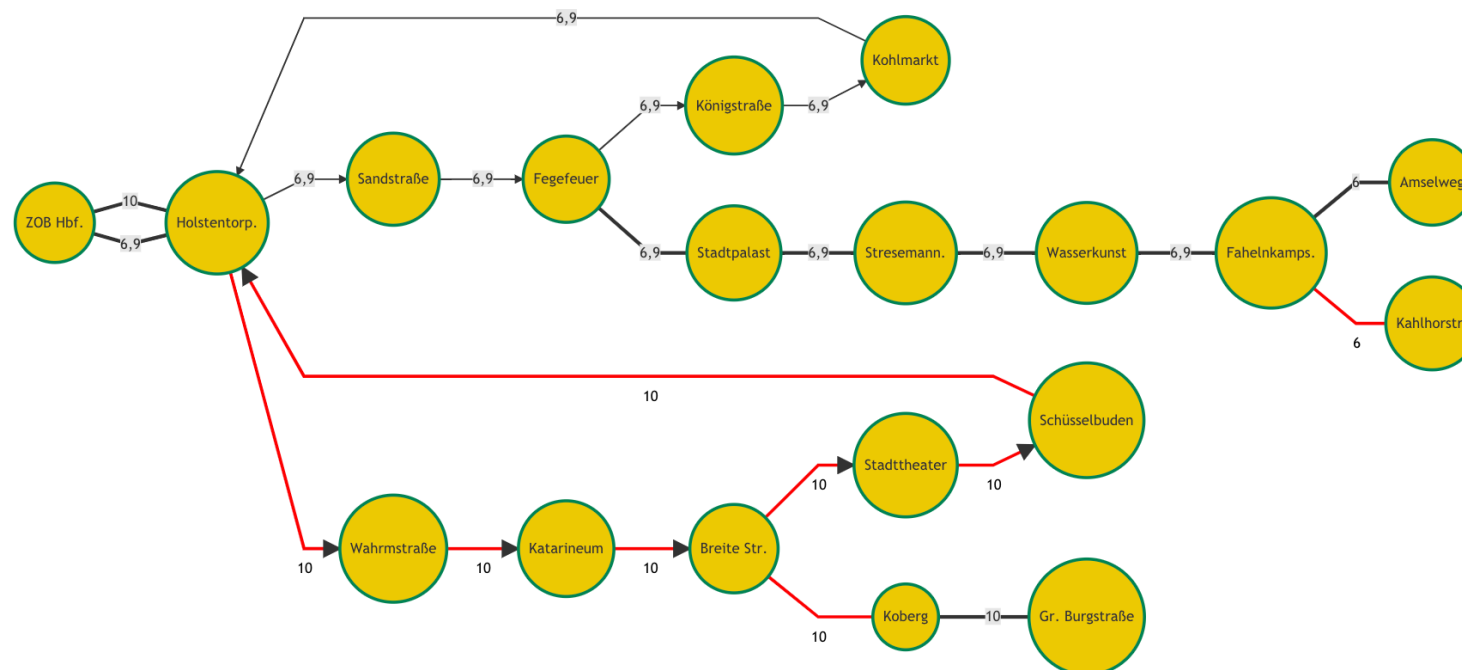 6,9
Kohlmarkt
6,9
Königstraße
6,9
ZOB Hbf.
10
6,9
Holstentorp.
6,9
Sandstraße
6,9
Fegefeuer
6,9
Stadtpalast
6,9
Stresemann.
6,9
Wasserkunst
6,9
Fahelnkamps.
6
Amselweg
6
Kahlhorstr
10
Schüsselbuden
10
Stadttheater
10
10
Wahrmstraße
10
Katarineum
10
Breite Str.
10
Koberg
10
Gr. Burgstraße